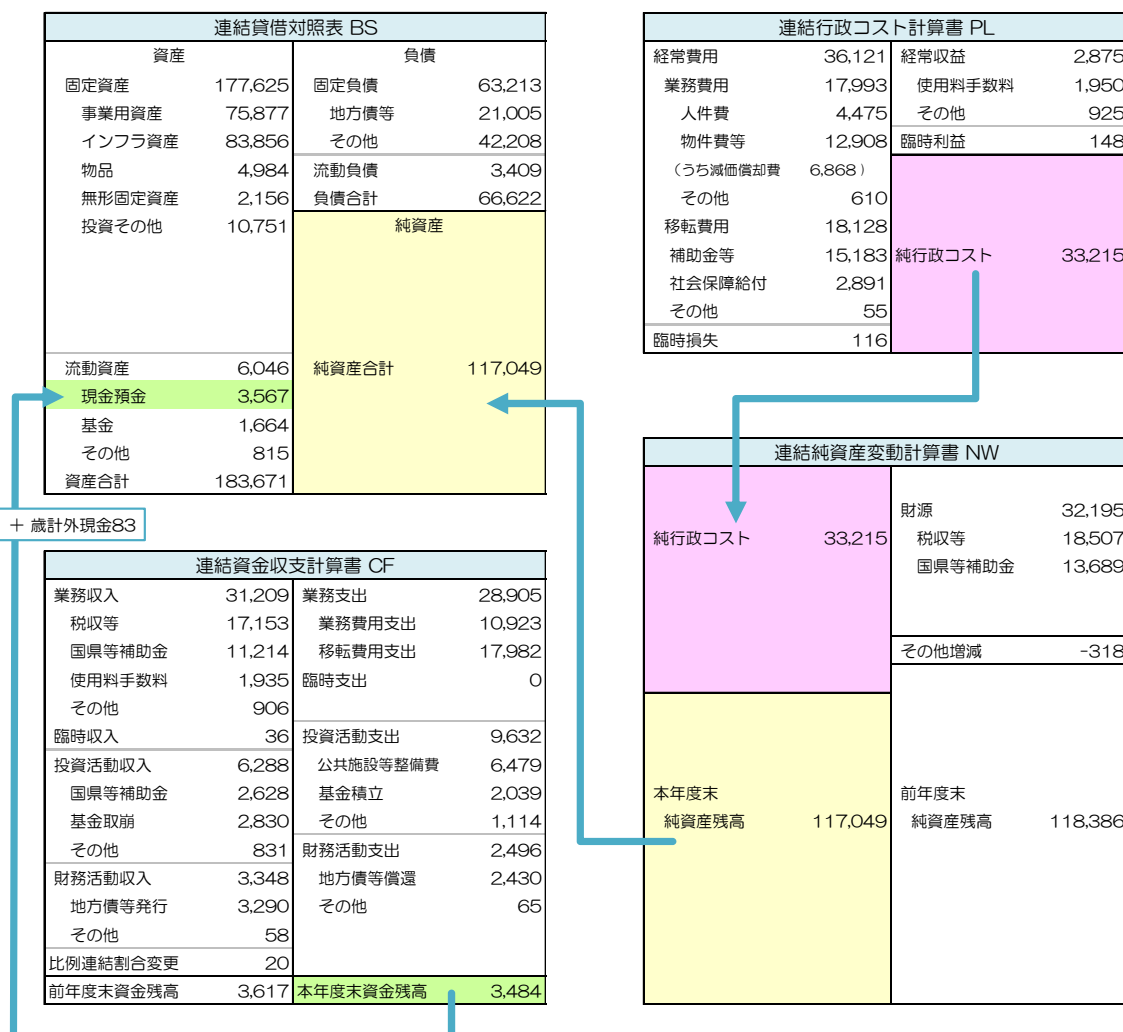 連結貸借対照表 BS
資産 負債
固定資産 177,625 固定負債 63,213
事業用資産 75,877 地方債等 21,005
インフラ資産 83,856 その他 42,208
物品 4,984 流動負債 3,409
無形固定資産 2,156 負債合計 66,622
投資その他 10,751 純資産
流動資産 6,046 純資産合計 117,049
現金預金 3,567
基金 1,664
その他 815
資産合計 183,671
+ 歳計外現金83
連結行政コスト計算書 PL
経常費用 36,121 経常収益 2,875
業務費用 17,993 使用料手数料 1,950
人件費 4,475 その他 925
物件費等 12,908 臨時利益 148
(うち減価償却費 6,868)
その他 610
移転費用 18,128
補助金等 15,183 純行政コスト 33,215
社会保障給付 2,891
その他 55
臨時損失 116
連結資金収支計算書 CF
業務収入 31,209 業務支出 28,905
税収等 17,153 業務費用支出 10,923
国県等補助金 11,214 移転費用支出 17,982
使用料手数料 1,935 臨時支出 0
その他 906
臨時収入 36 投資活動支出 9,632
投資活動収入 6,288 公共施設等整備費 6,479
国県等補助金 2,628 基金積立 2,039
基金取崩 2,830 その他 1,114
その他 831 財務活動支出 2,496
財務活動収入 3,348 地方債等償還 2,430
地方債等発行 3,290 その他 65
その他 58
比例連結割合変更 20
前年度末資金残高 3,617 本年度末資金残高 3,484
連結純資産変動計算書 NW
財源 32,195
純行政コスト 33,215 税収等 18,507
国県等補助金 13,689
その他増減 -318
本年度末 前年度末
純資産残高 117,049 純資産残高 118,386